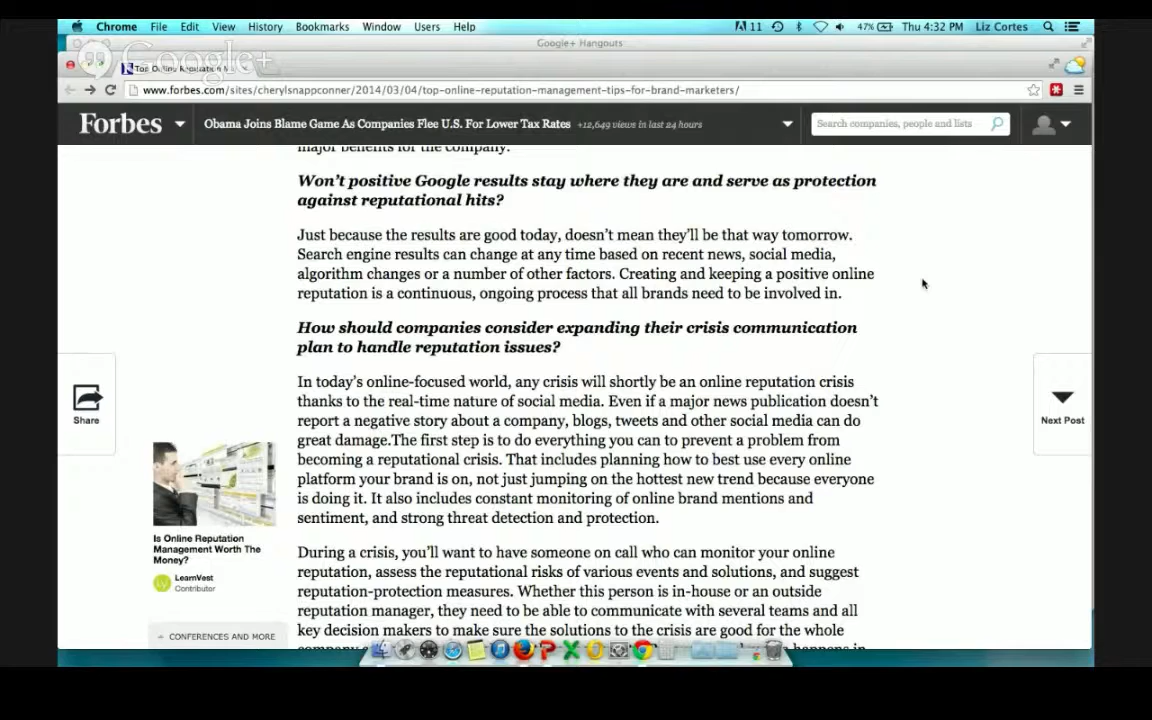 Chrome File Edit View History Bookmarks Window Users Help
11 47% Thu 4:32 PM Liz Cortes
Google+ Hangouts
Google+
Top Online Reputation M
www.forbes.com/sites/cherylsnappconner/2014/03/04/top-online-reputation-management-tips-for-brand-marketers/
Forbes Obama Joins Blame Game As Companies Flee U.S. For Lower Tax Rates +12,649 views in last 24 hours Search companies, people and lists
major benefits for the company.
Won't positive Google results stay where they are and serve as protection
against reputational hits?
Just because the results are good today, doesn't mean they'll be that way tomorrow.
Search engine results can change at any time based on recent news, social media,
algorithm changes or a number of other factors. Creating and keeping a positive online
reputation is a continuous, ongoing process that all brands need to be involved in.
How should companies consider expanding their crisis communication
plan to handle reputation issues?
In today's online-focused world, any crisis will shortly be an online reputation crisis
thanks to the real-time nature of social media. Even if a major news publication doesn't
report a negative story about a company, blogs, tweets and other social media can do
great damage.The first step is to do everything you can to prevent a problem from
becoming a reputational crisis. That includes planning how to best use every online
platform your brand is on, not just jumping on the hottest new trend because everyone
is doing it. It also includes constant monitoring of online brand mentions and
sentiment, and strong threat detection and protection.
During a crisis, you'll want to have someone on call who can monitor your online
reputation, assess the reputational risks of various events and solutions, and suggest
reputation-protection measures. Whether this person is in-house or an outside
reputation manager, they need to be able to communicate with several teams and all
key decision makers to make sure the solutions to the crisis are good for the whole
Share
Next Post
Is Online Reputation
Management Worth The
Money?
LearnVest
Contributor
CONFERENCES AND MORE